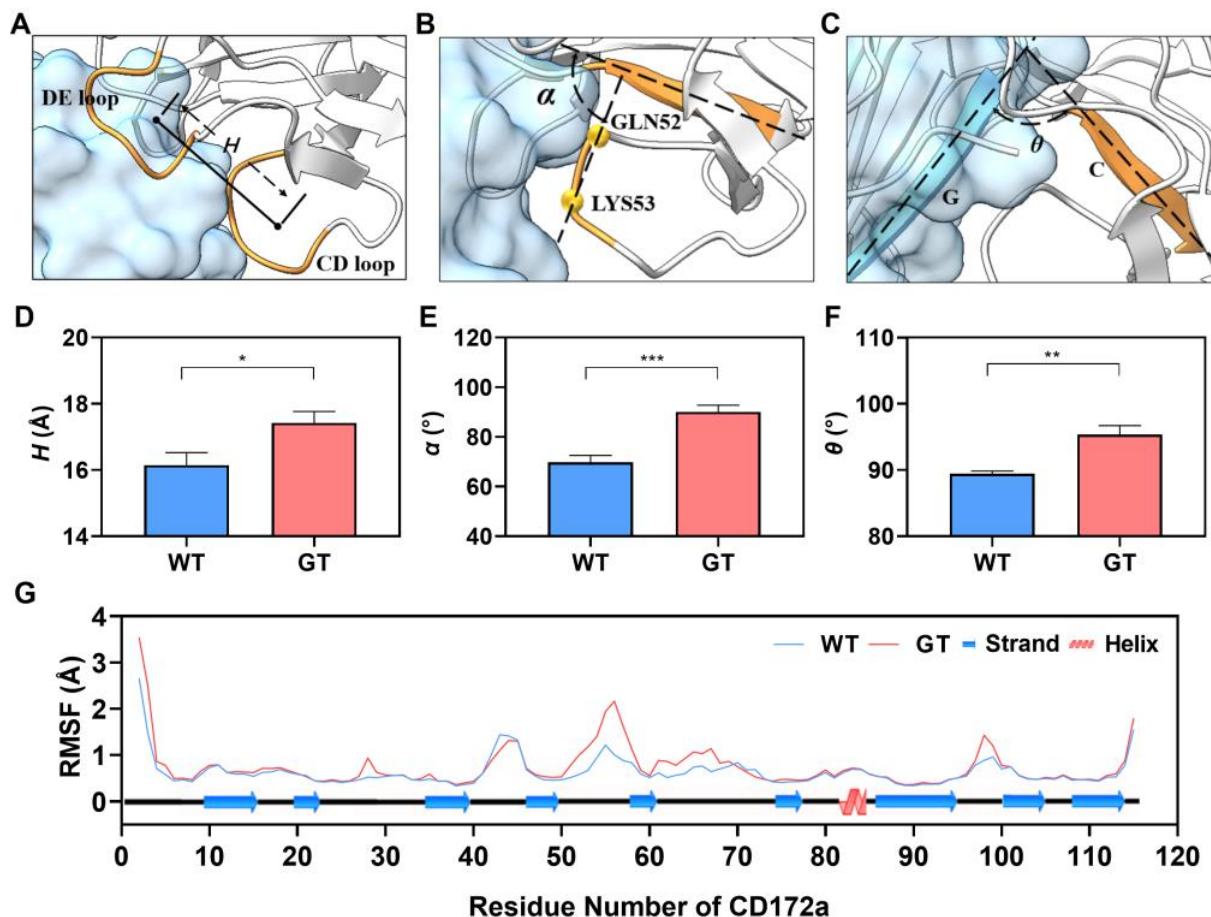 A
DE loop
H
CD loop
B
α
GLN52
LYS53
C
θ
G
C
D
20
18
16
14
H (Å)
*
WT
GT
E
120
100
80
60
40
α (°)
***
WT
GT
F
110
100
90
80
θ (°)
**
WT
GT
G
4
3
2
1
0
RMSF (Å)
WT
GT
Strand
Helix
0 10 20 30 40 50 60 70 80 90 100 110 120
Residue Number of CD172a